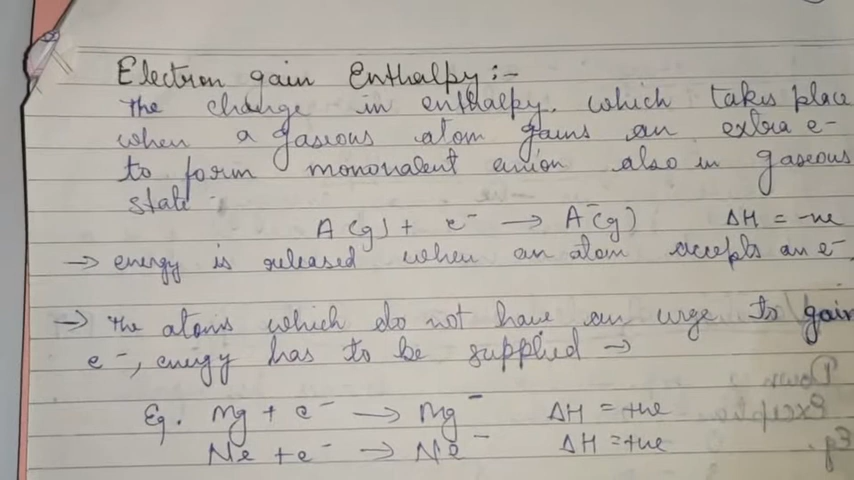 Electron gain Enthalpy :-
The change in enthalpy. which takes place
when a gaseous atom gains an extra e-
to form monovalent anion also in gaseous
state -
A(g) + e⁻ → A⁻(g) ΔH = -ve
→ energy is released when an atom accepts an e-.
→ The atoms which do not have an urge to gain
e-, energy has to be supplied →
Eg. Mg + e⁻ → Mg⁻ ΔH = +ve
Ne + e⁻ → Ne⁻ ΔH = +ve